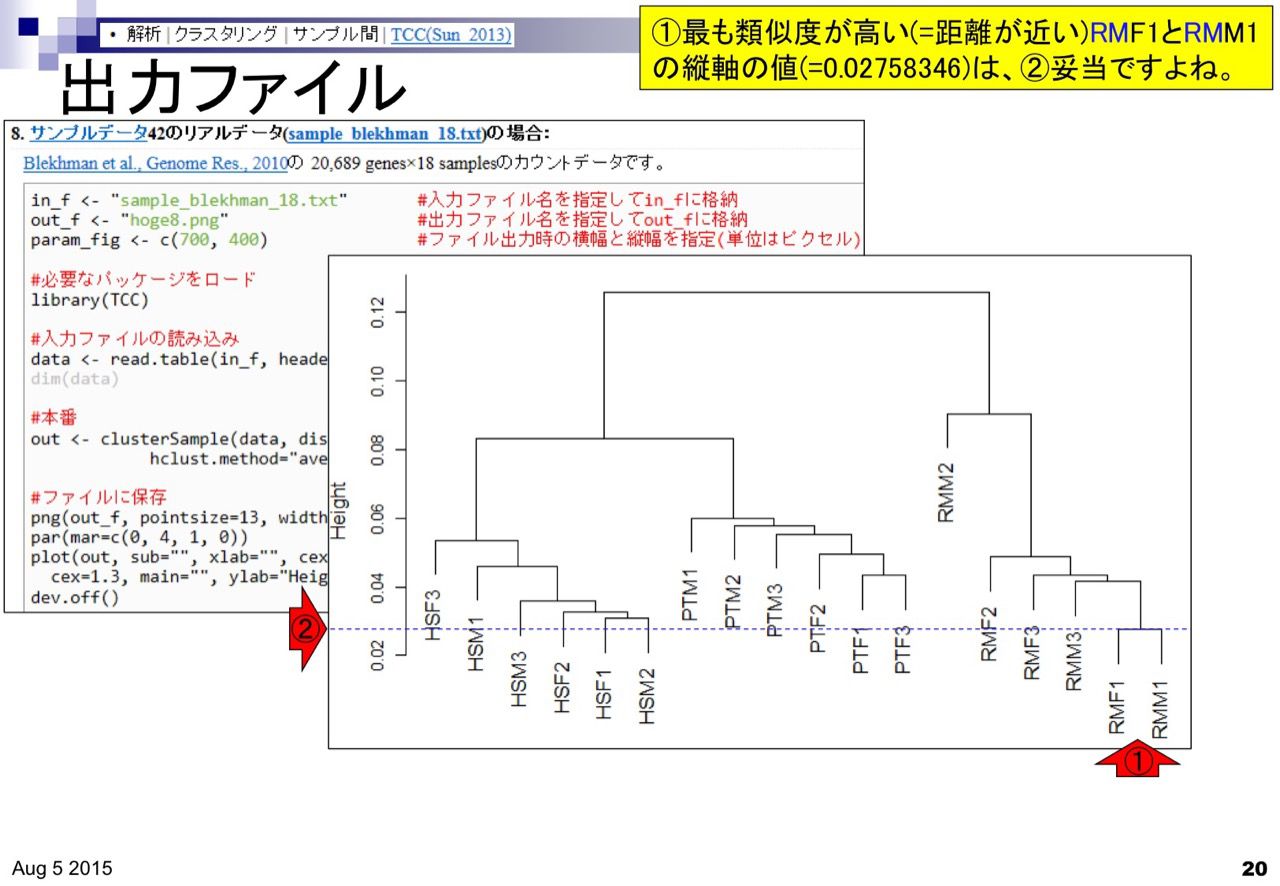 • 解析 | クラスタリング | サンプル間 | TCC(Sun_2013)
①最も類似度が高い(=距離が近い)RMF1とRMM1
の縦軸の値(=0.02758346)は、②妥当ですよね。
出力ファイル
8. サンプルデータ42のリアルデータ(sample_blekhman_18.txt)の場合:
Blekhman et al., Genome Res., 2010の 20,689 genes×18 samplesのカウントデータです。
in_f <- "sample_blekhman_18.txt" #入力ファイル名を指定してin_fに格納
out_f <- "hoge8.png" #出力ファイル名を指定してout_fに格納
param_fig <- c(700, 400) #ファイル出力時の横幅と縦幅を指定(単位はピクセル)
#必要なパッケージをロード
library(TCC)
#入力ファイルの読み込み
data <- read.table(in_f, heade
dim(data)
#本番
out <- clusterSample(data, dis
hclust.method="ave
#ファイルに保存
png(out_f, pointsize=13, width
par(mar=c(0, 4, 1, 0))
plot(out, sub="", xlab="", cex
cex=1.3, main="", ylab="Heig
dev.off()
Height
0.12
0.10
0.08
0.06
0.04
0.02
HSF3
HSM1
HSM3
HSF2
HSF1
HSM2
PTM1
PTM2
PTM3
PTF2
PTF1
PTF3
RMM2
RMF2
RMF3
RMM3
RMF1
RMM1
②
①
Aug 5 2015
20